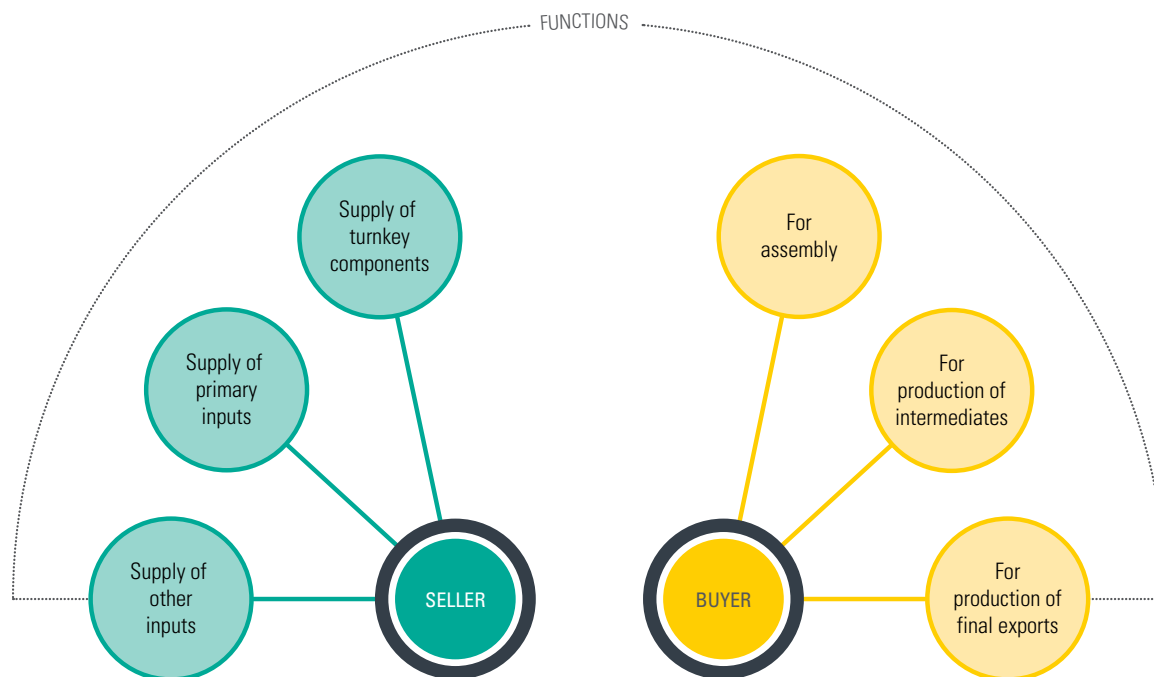 FUNCTIONS
Supply of
turnkey
components
For
assembly
Supply of
primary
inputs
For
production of
intermediates
Supply of
other
inputs
SELLER
BUYER
For
production of
final exports